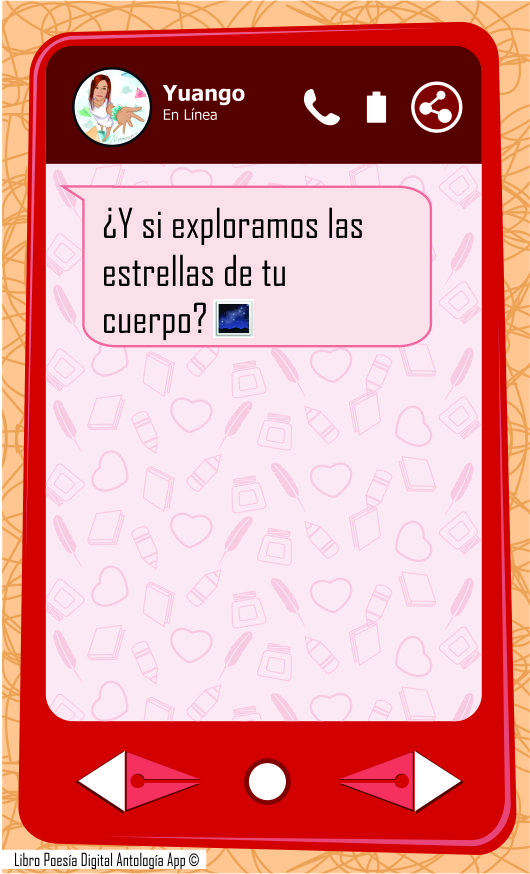 Yuango
En Línea
¿Y si exploramos las
estrellas de tu
cuerpo? 🌌
Libro Poesía Digital Antología App ©